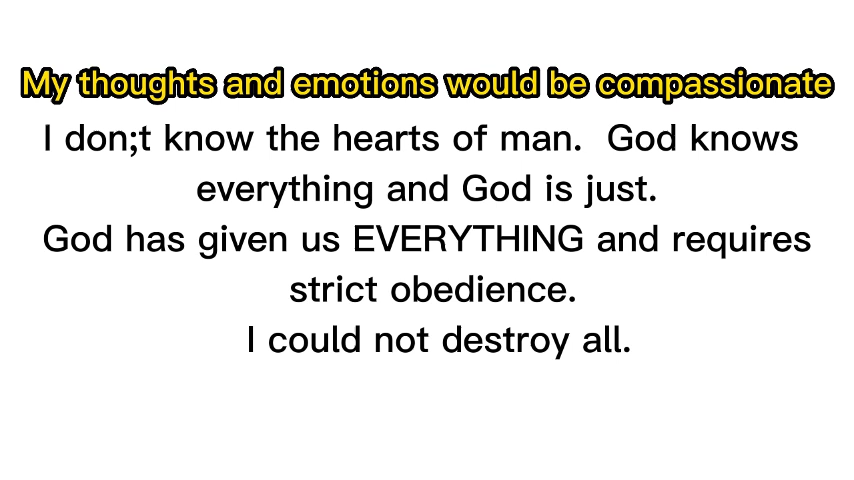 My thoughts and emotions would be compassionate
I don;t know the hearts of man.  God knows
everything and God is just.
God has given us EVERYTHING and requires
strict obedience.
I could not destroy all.